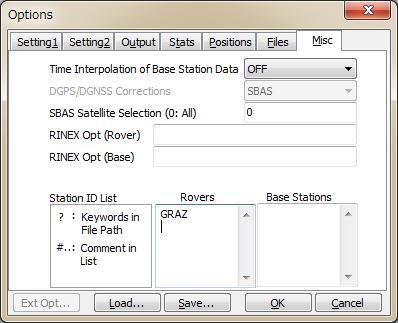 Options
Setting1 Setting2 Output Stats Positions Files Misc
Time Interpolation of Base Station Data OFF
DGPS/DGNSS Corrections SBAS
SBAS Satellite Selection (0: All) 0
RINEX Opt (Rover)
RINEX Opt (Base)
Station ID List Rovers Base Stations
? : Keywords in
File Path
#..: Comment in
List
GRAZ
Ext Opt... Load... Save... OK Cancel